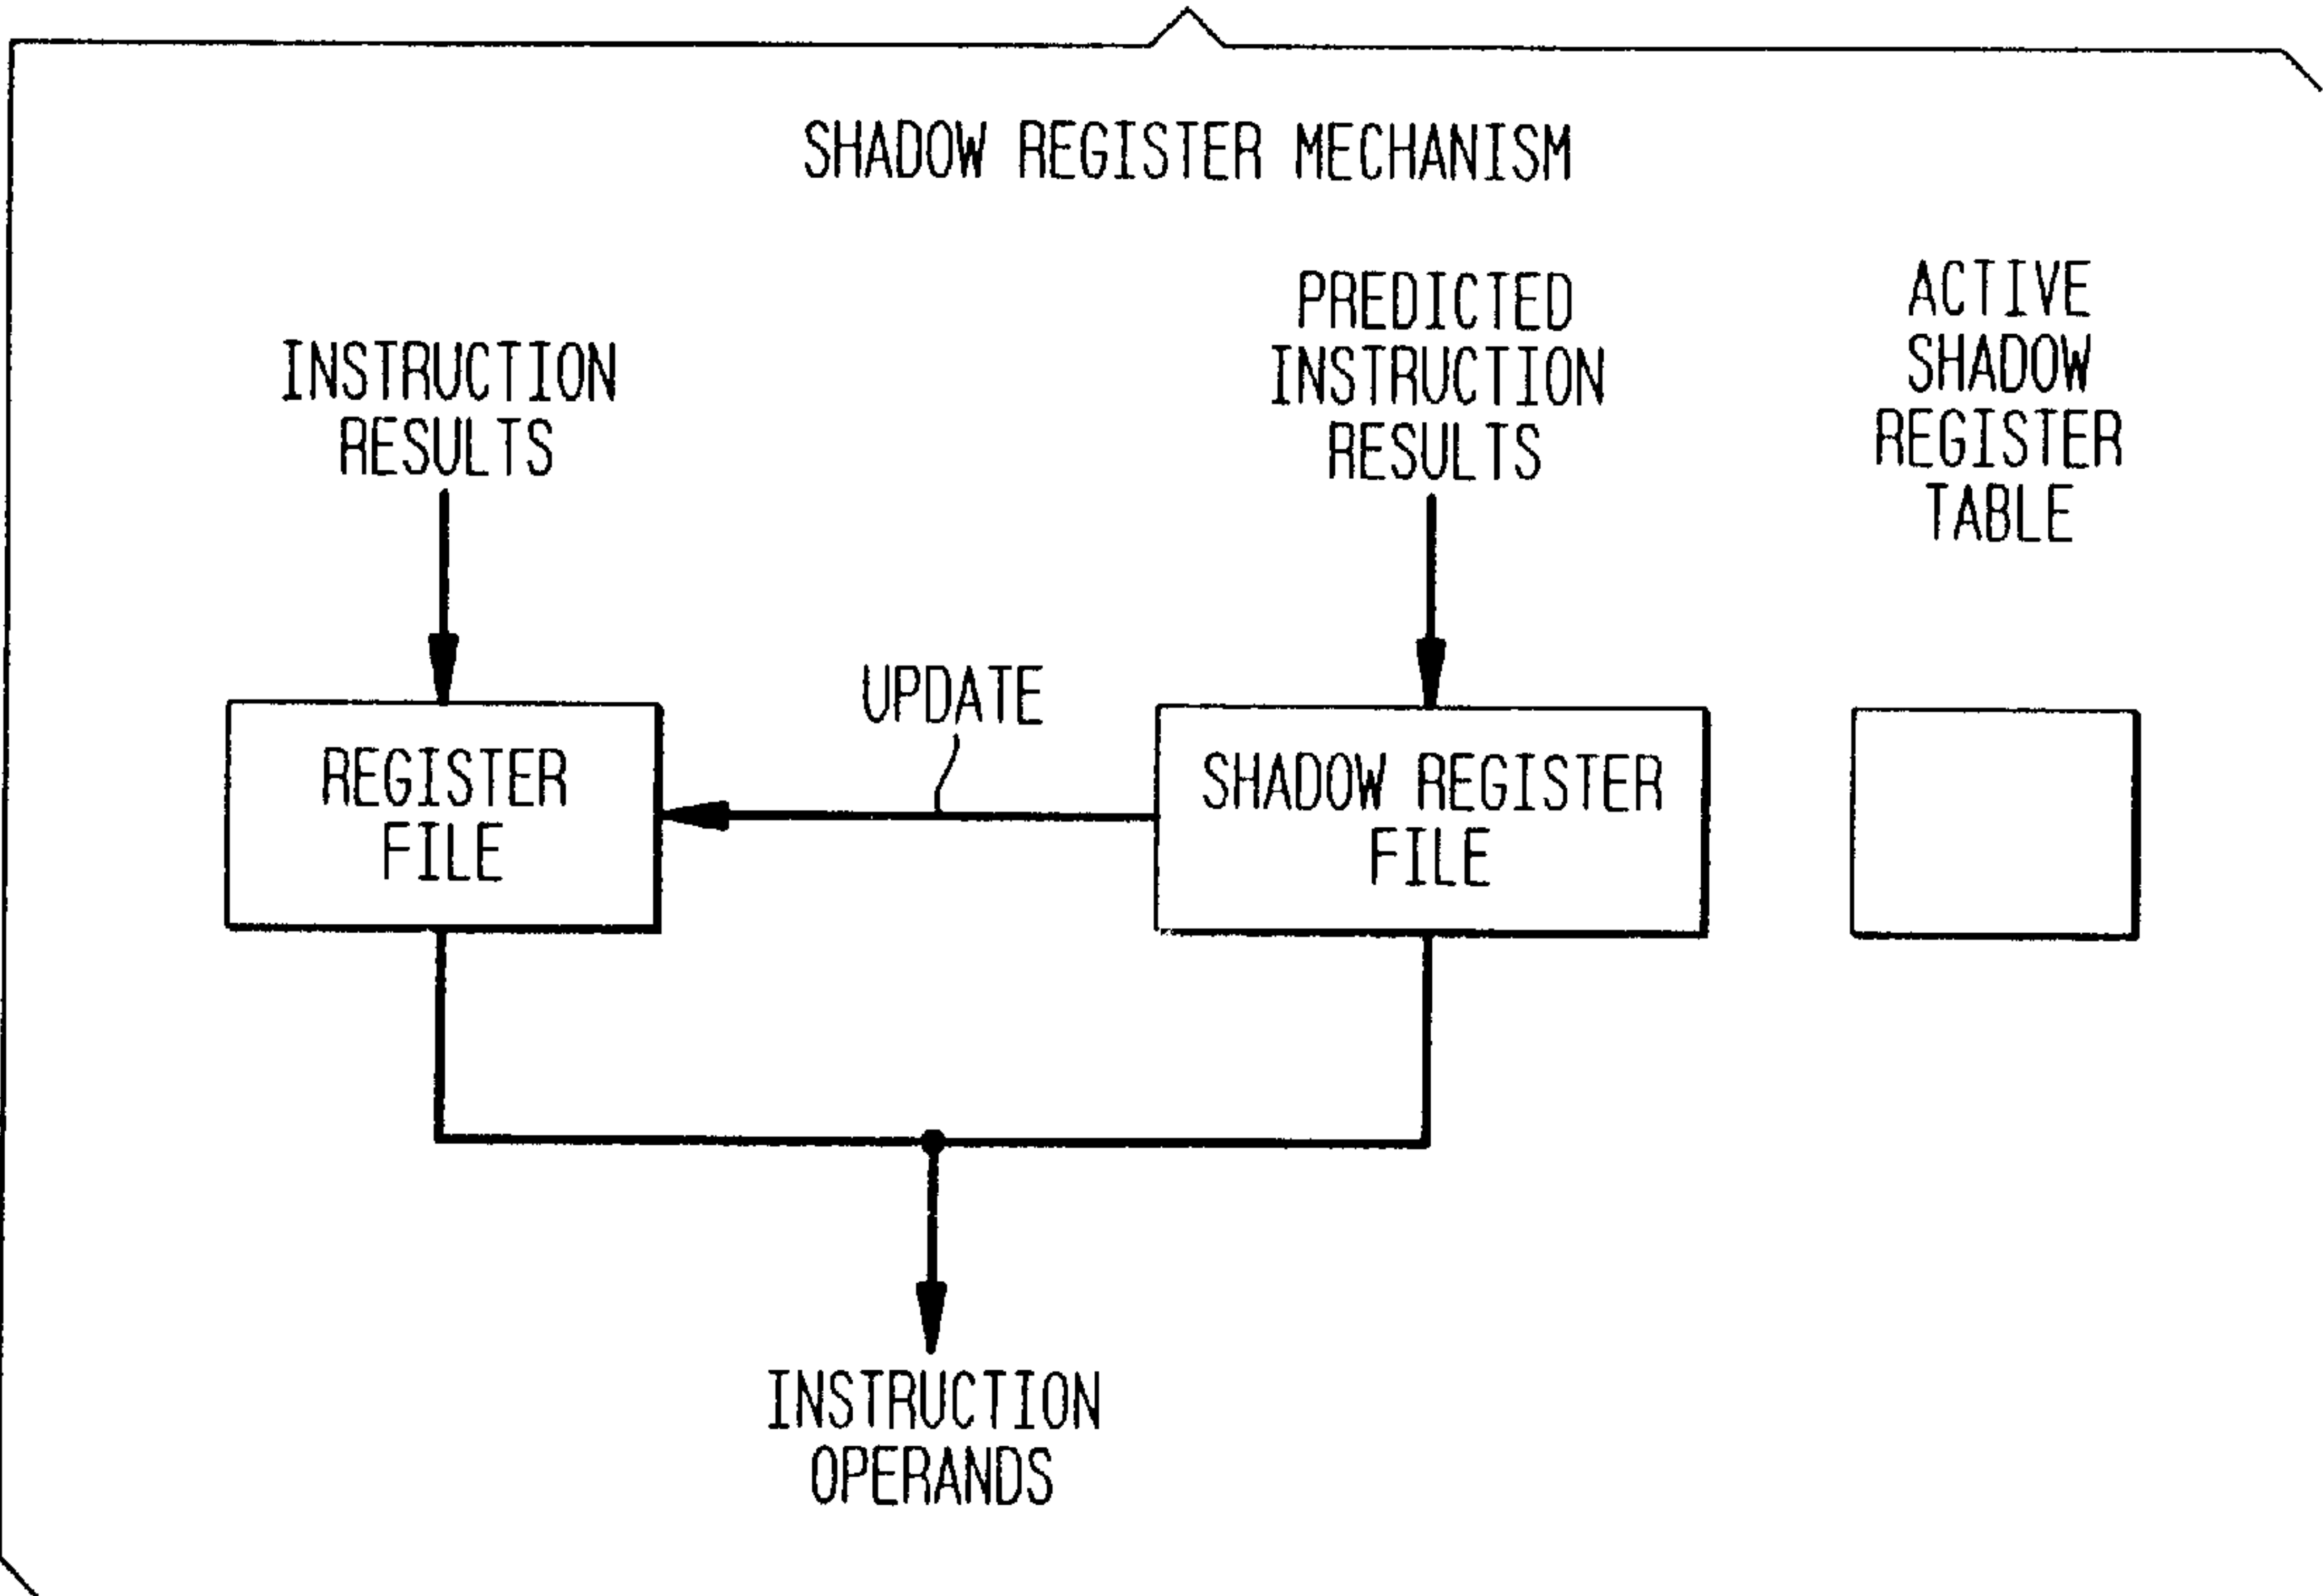 SHADOW REGISTER MECHANISM
INSTRUCTION
RESULTS
PREDICTED
INSTRUCTION
RESULTS
ACTIVE
SHADOW
REGISTER
TABLE
UPDATE
REGISTER
FILE
SHADOW REGISTER
FILE
INSTRUCTION
OPERANDS